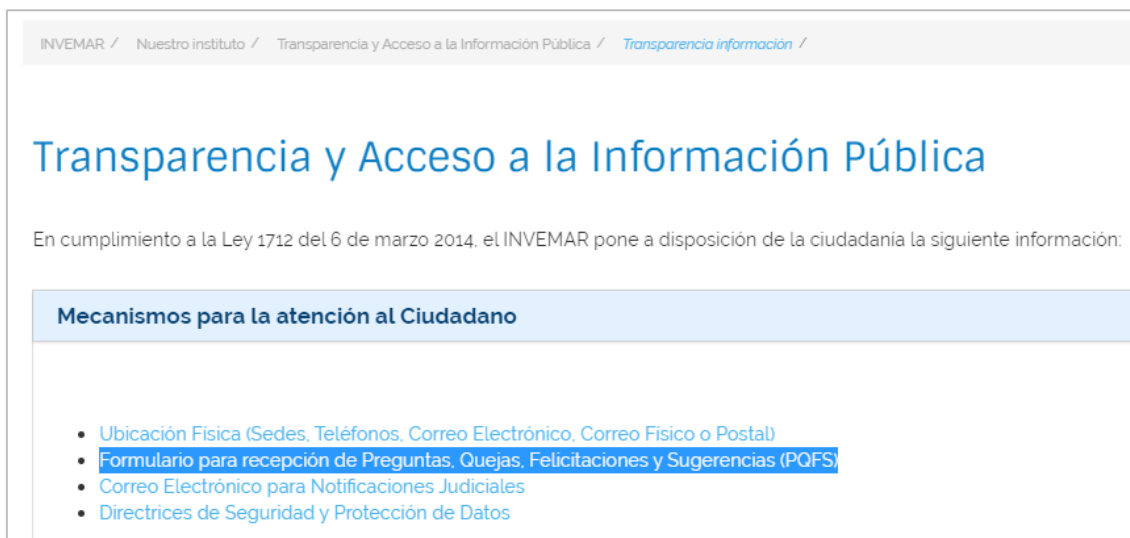 INVEMAR / Nuestro instituto / Transparencia y Acceso a la Información Pública / Transparencia información /
Transparencia y Acceso a la Información Pública
En cumplimiento a la Ley 1712 del 6 de marzo 2014, el INVEMAR pone a disposición de la ciudadanía la siguiente información:
Mecanismos para la atención al Ciudadano
• Ubicación Física (Sedes, Teléfonos, Correo Electrónico, Correo Físico o Postal)
• Formulario para recepción de Preguntas, Quejas, Felicitaciones y Sugerencias (PQFS)
• Correo Electrónico para Notificaciones Judiciales
• Directrices de Seguridad y Protección de Datos